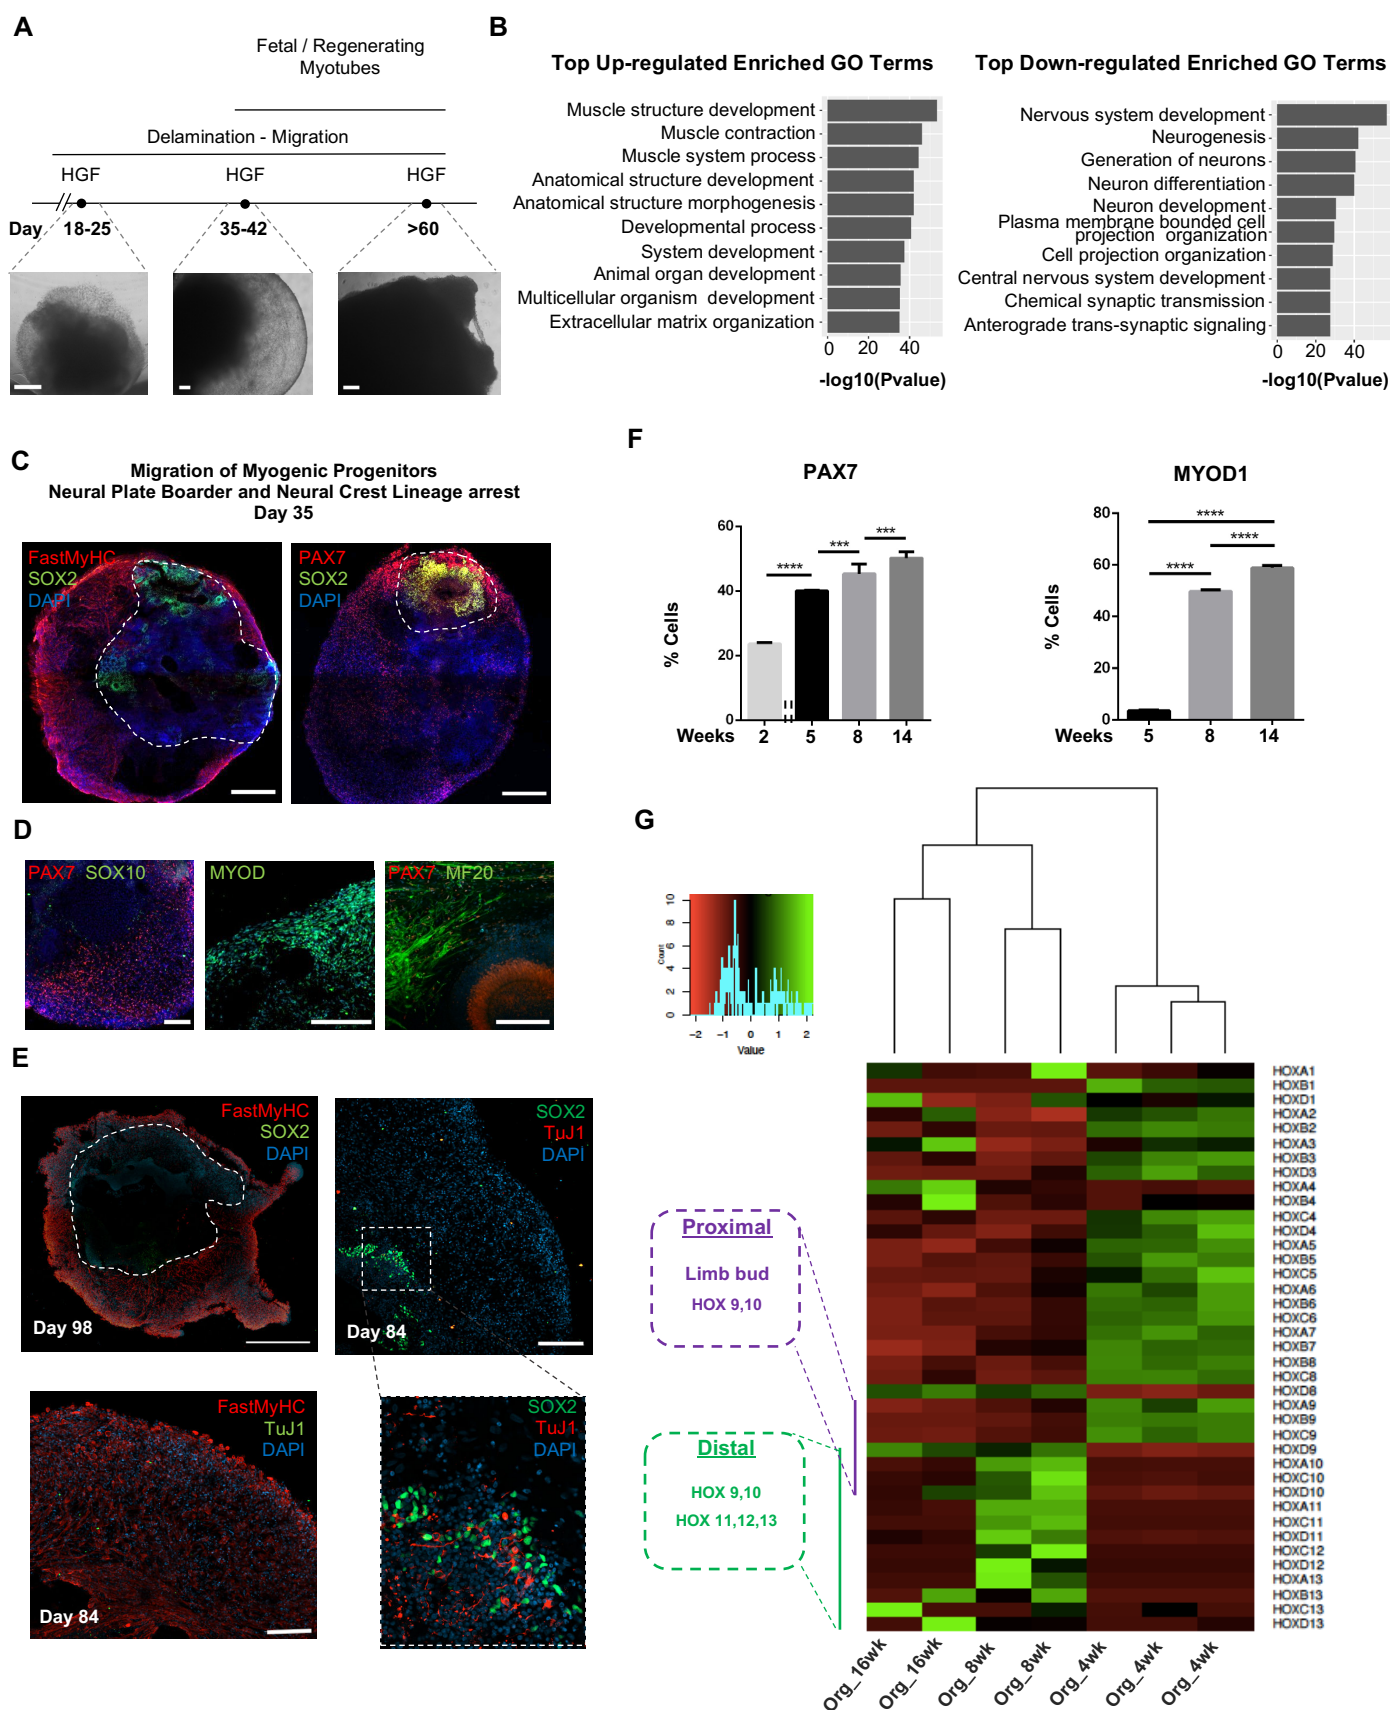 A
Fetal / Regenerating
Myotubes
Delamination - Migration
HGF
HGF
HGF
Day
18-25
35-42
>60
B
Top Up-regulated Enriched GO Terms
Muscle structure development
Muscle contraction
Muscle system process
Anatomical structure development
Anatomical structure morphogenesis
Developmental process
System development
Animal organ development
Multicellular organism development
Extracellular matrix organization
0 20 40
-log10(Pvalue)
Top Down-regulated Enriched GO Terms
Nervous system development
Neurogenesis
Generation of neurons
Neuron differentiation
Neuron development
Plasma membrane bounded cell
projection organization
Cell projection organization
Central nervous system development
Chemical synaptic transmission
Anterograde trans-synaptic signaling
0 20 40
-log10(Pvalue)
C
Migration of Myogenic Progenitors
Neural Plate Boarder and Neural Crest Lineage arrest
Day 35
FastMyHC
SOX2
DAPI
PAX7
SOX2
DAPI
D
PAX7 SOX10
MYOD
PAX7 MF20
E
FastMyHC
SOX2
DAPI
Day 98
SOX2
TuJ1
DAPI
Day 84
FastMyHC
TuJ1
DAPI
Day 84
SOX2
TuJ1
DAPI
F
PAX7
% Cells
60
40
20
0
**** *** ***
Weeks 2 5 8 14
MYOD1
% Cells
80
60
40
20
0
****
****
****
Weeks 5 8 14
G
Count
10
8
6
4
2
0
-2 -1 0 1 2
Value
Proximal
Limb bud
HOX 9,10
Distal
HOX 9,10
HOX 11,12,13
HOXA1
HOXB1
HOXD1
HOXA2
HOXB2
HOXA3
HOXB3
HOXD3
HOXA4
HOXB4
HOXC4
HOXD4
HOXA5
HOXB5
HOXC5
HOXA6
HOXB6
HOXC6
HOXA7
HOXB7
HOXB8
HOXC8
HOXD8
HOXA9
HOXB9
HOXC9
HOXD9
HOXA10
HOXC10
HOXD10
HOXA11
HOXC11
HOXD11
HOXC12
HOXD12
HOXA13
HOXB13
HOXC13
HOXD13
Org_16wk
Org_16wk
Org_8wk
Org_8wk
Org_4wk
Org_4wk
Org_4wk